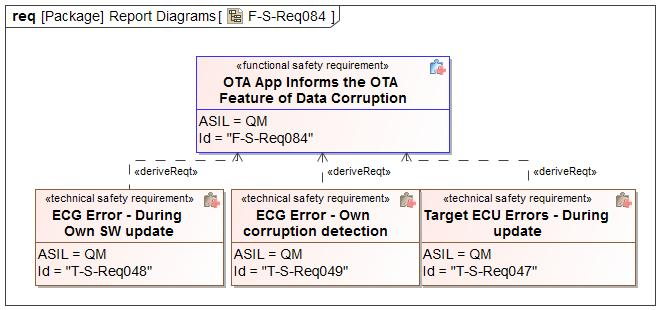 req [Package] Report Diagrams[ F-S-Req084 ]
«functional safety requirement»
OTA App Informs the OTA
Feature of Data Corruption
ASIL = QM
Id = "F-S-Req084"
«deriveReqt»
«deriveReqt»
«deriveReqt»
«technical safety requirement»
ECG Error - During
Own SW update
ASIL = QM
Id = "T-S-Req048"
«technical safety requirement»
ECG Error - Own
corruption detection
ASIL = QM
Id = "T-S-Req049"
«technical safety requirement»
Target ECU Errors - During
update
ASIL = QM
Id = "T-S-Req047"